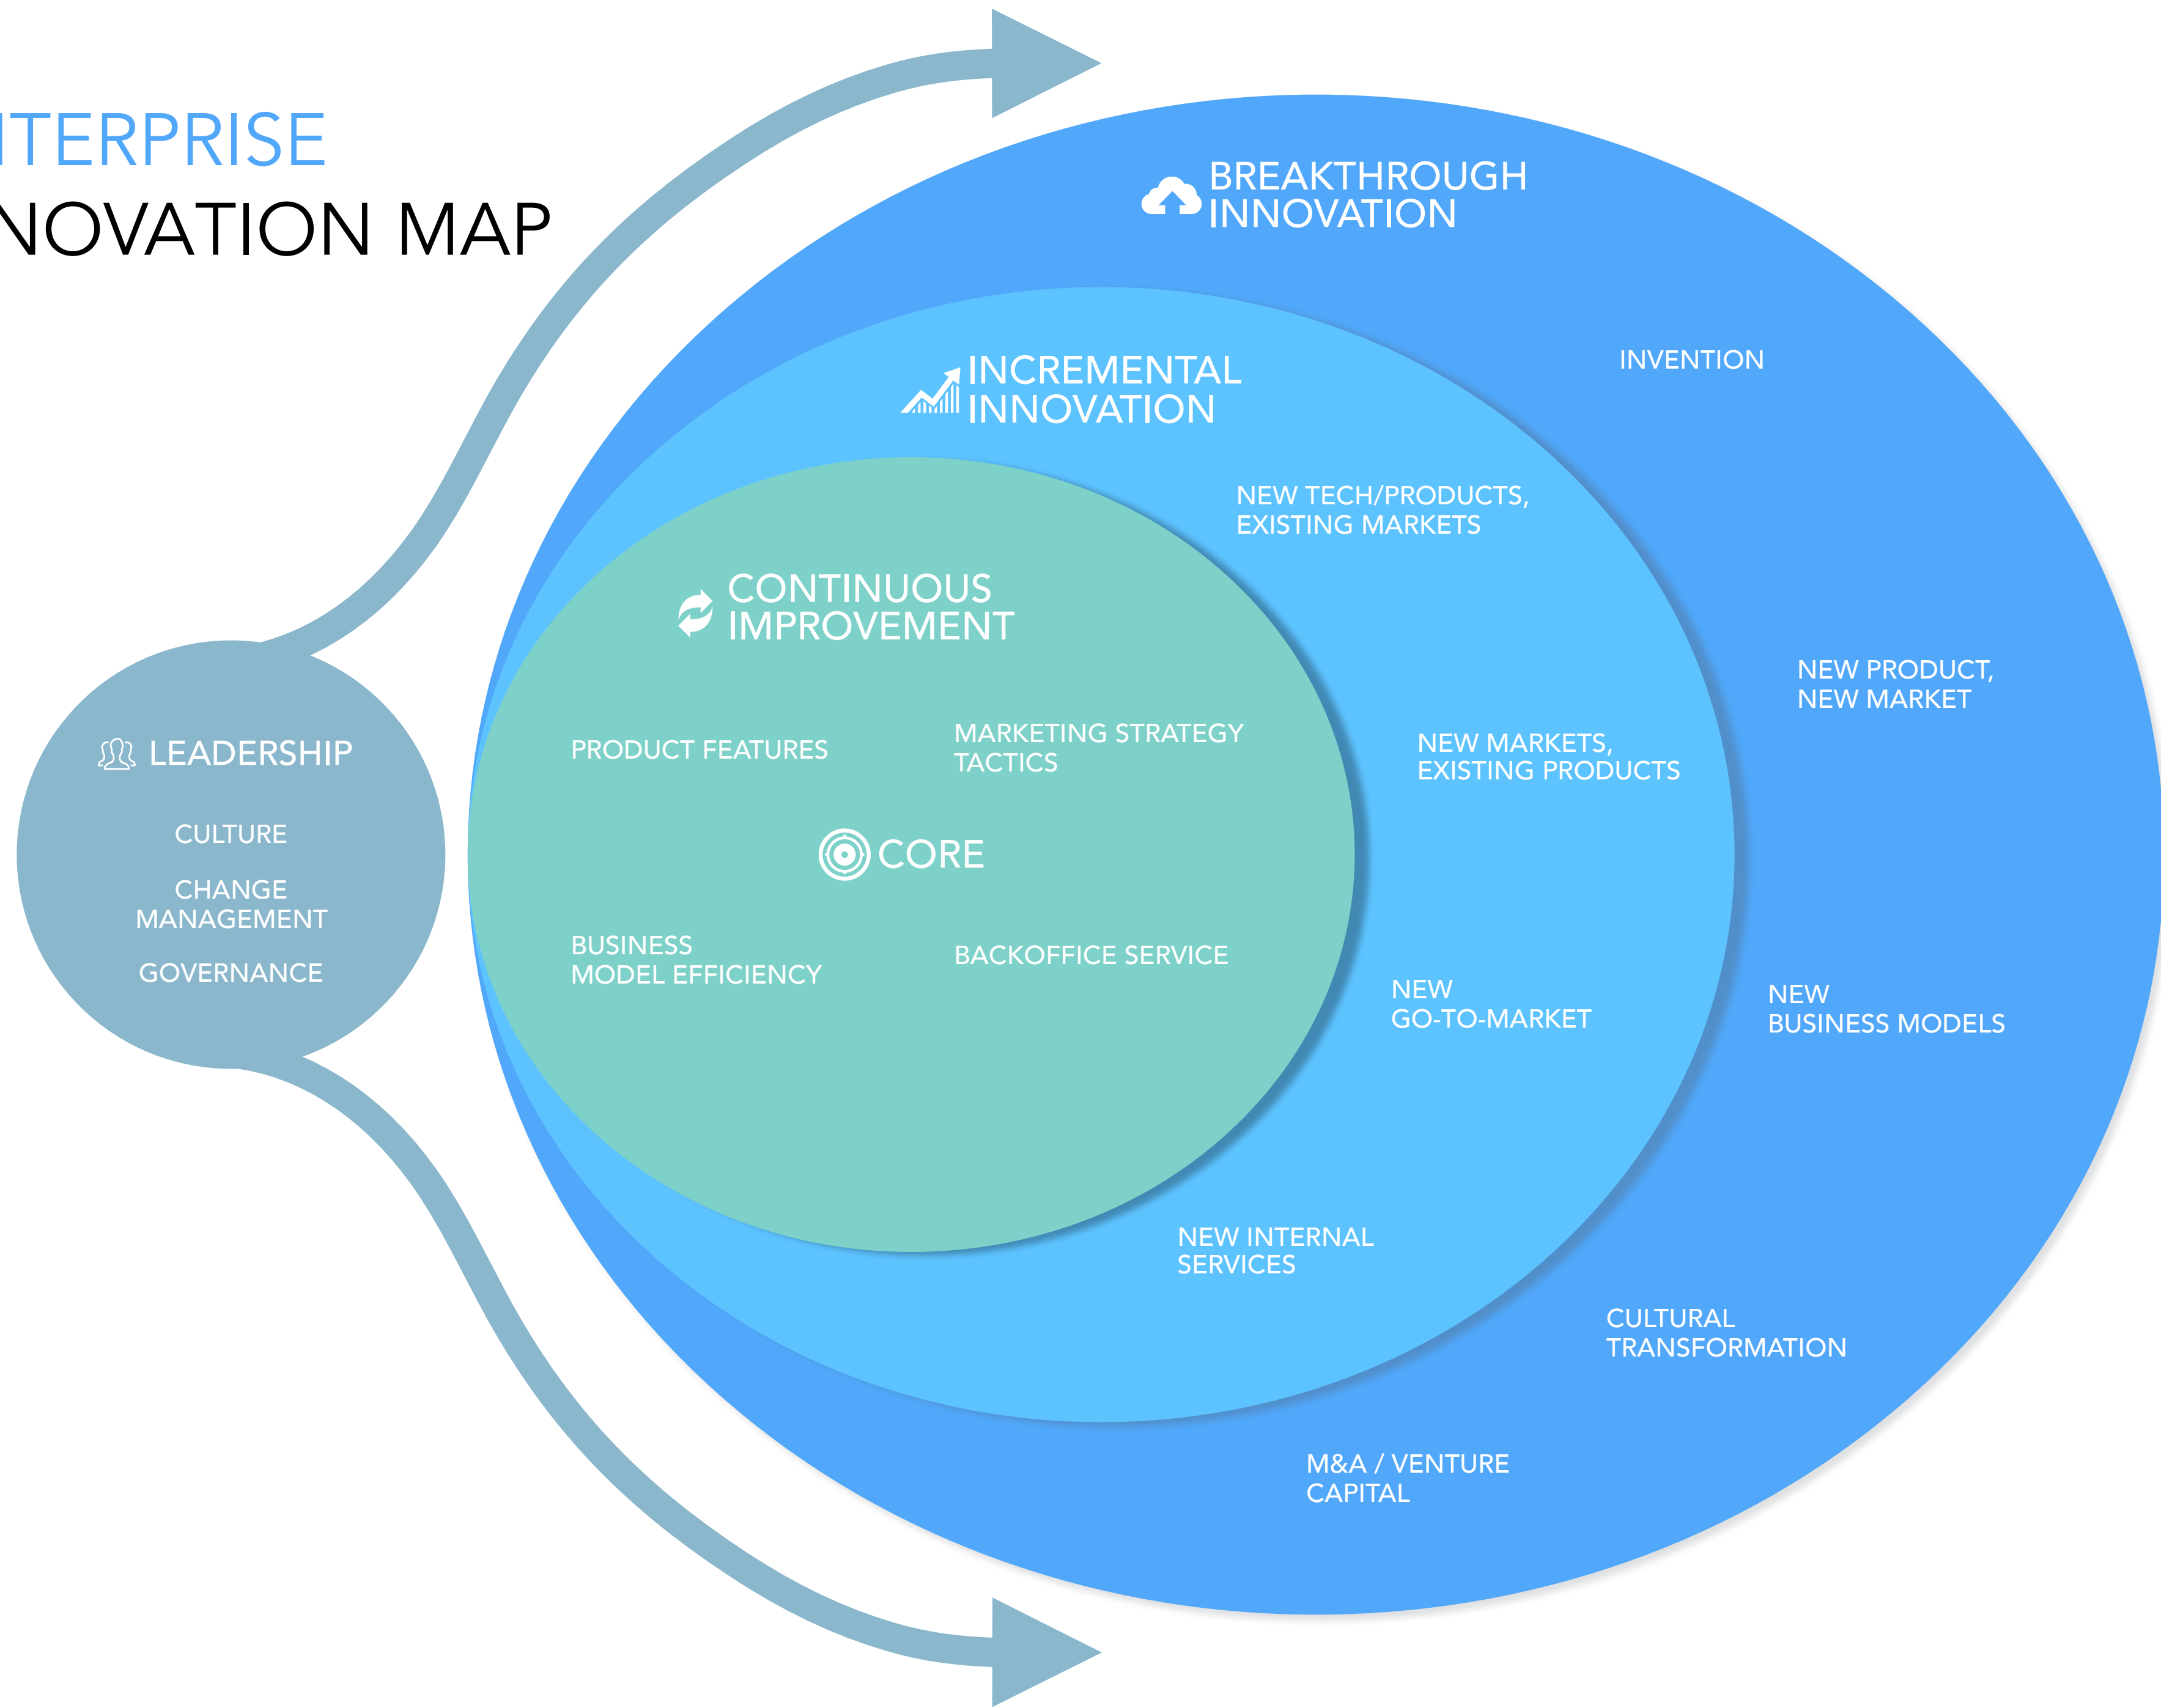 NTERPRISE
NOVATION MAP
BREAKTHROUGH
INNOVATION
INVENTION
NEW PRODUCT,
NEW MARKET
NEW
BUSINESS MODELS
CULTURAL
TRANSFORMATION
M&A / VENTURE
CAPITAL
INCREMENTAL
INNOVATION
NEW TECH/PRODUCTS,
EXISTING MARKETS
NEW MARKETS,
EXISTING PRODUCTS
NEW
GO-TO-MARKET
NEW INTERNAL
SERVICES
CONTINUOUS
IMPROVEMENT
PRODUCT FEATURES
MARKETING STRATEGY
TACTICS
CORE
BUSINESS
MODEL EFFICIENCY
BACKOFFICE SERVICE
LEADERSHIP
CULTURE
CHANGE
MANAGEMENT
GOVERNANCE